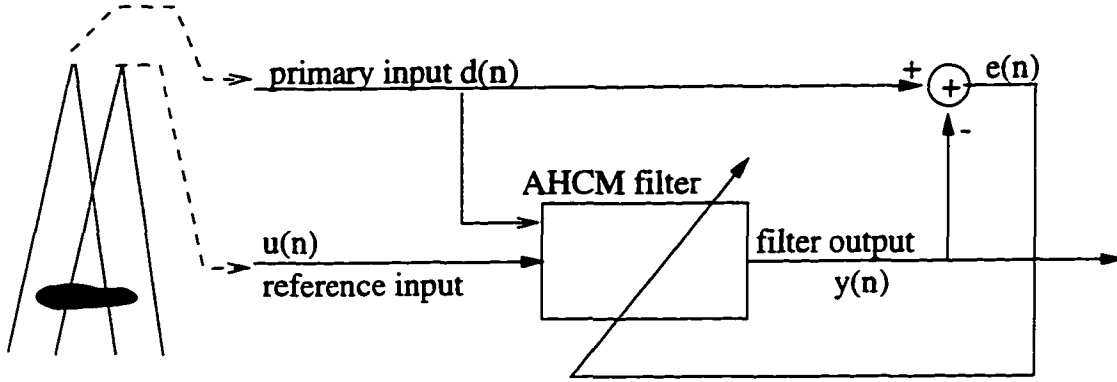 primary input d(n)
+
+
e(n)
-
AHCM filter
u(n)
reference input
filter output
y(n)